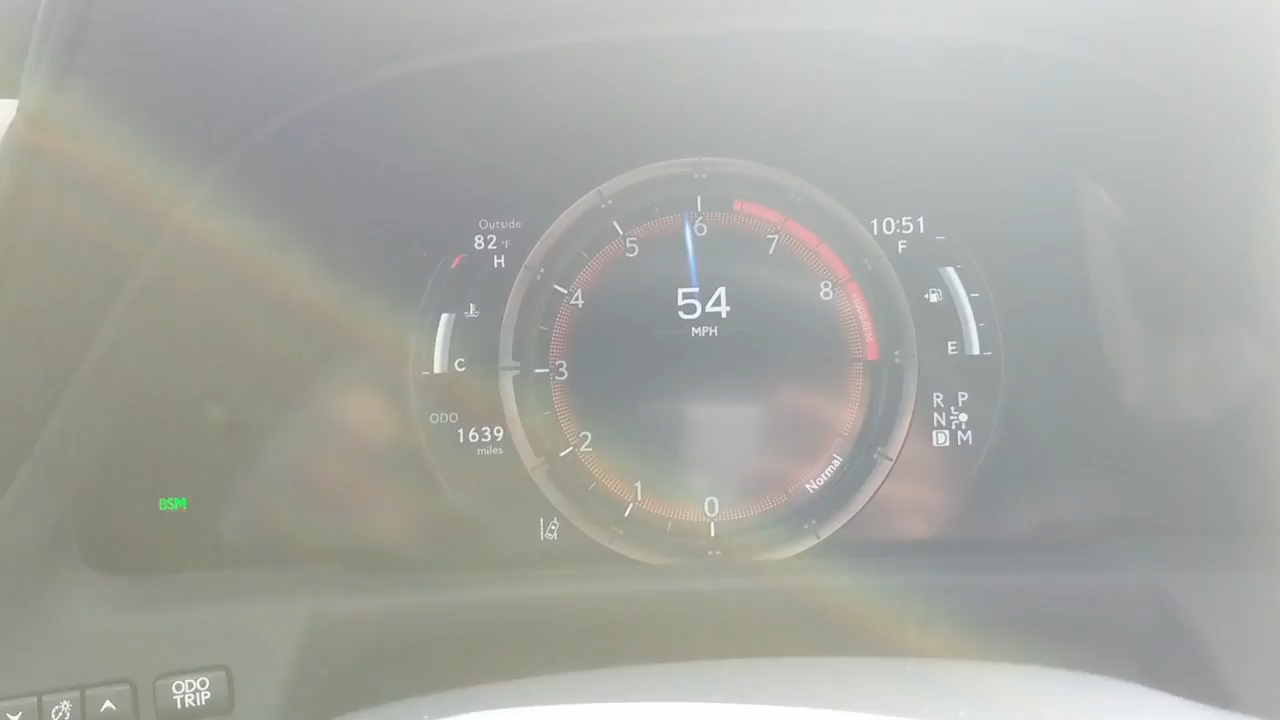 Outside
82 °F
H
C
ODO
1639
miles
BSM
0
1
2
3
4
5
6
7
8
54
MPH
Normal
10:51
F
E
R P
N
D M
ODO
TRIP